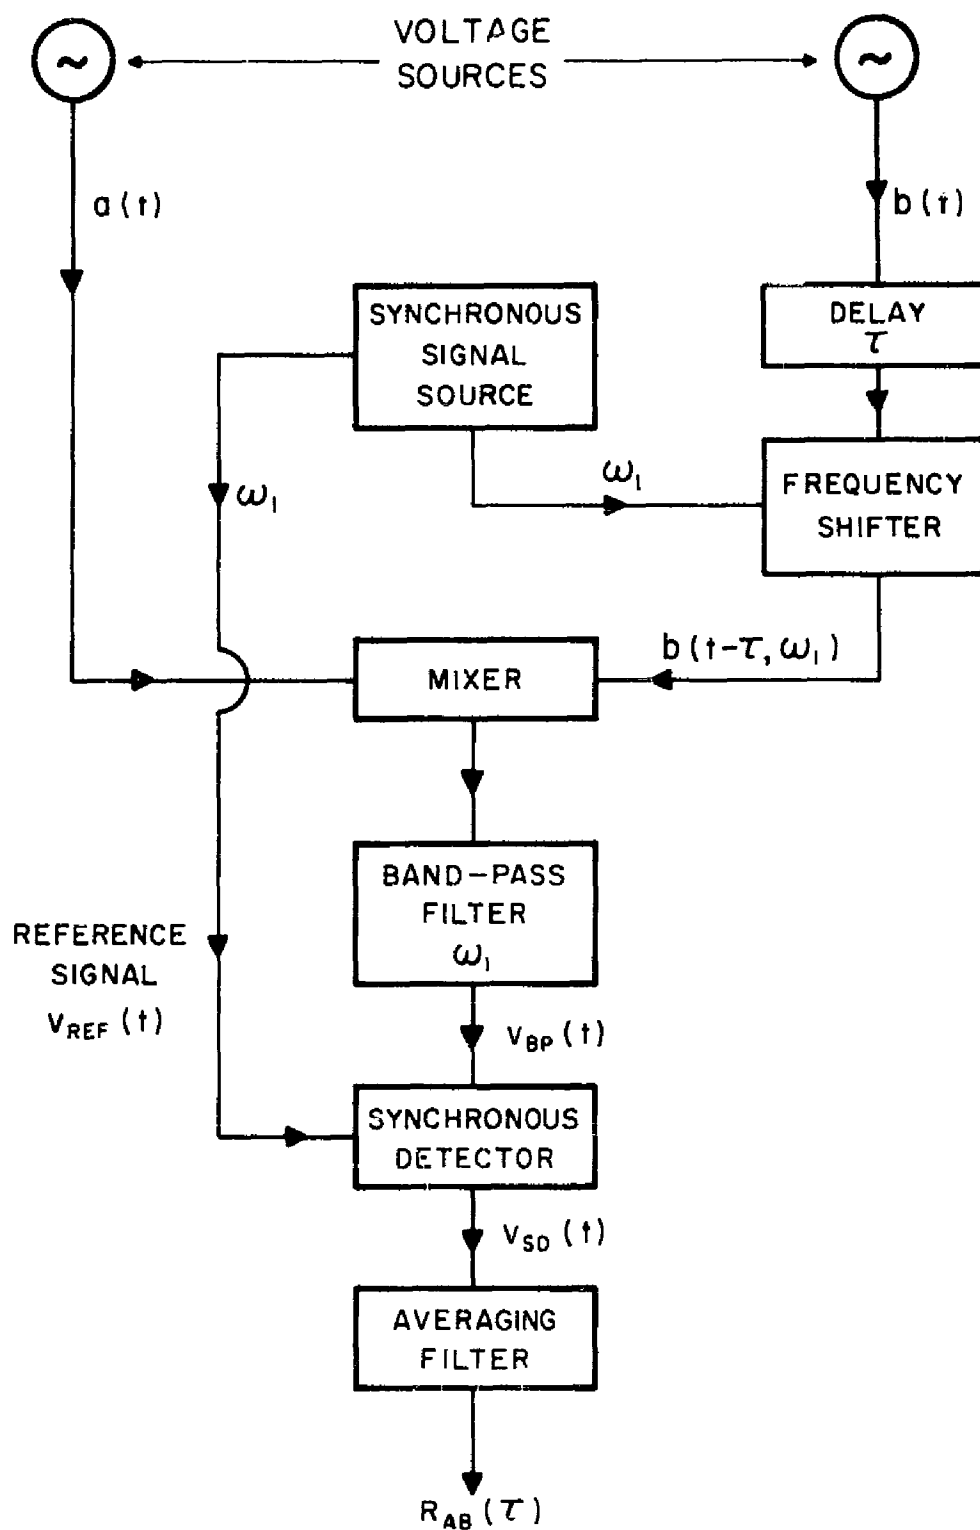 VOLTAGE
SOURCES
~
~
a(t)
b(t)
DELAY
τ
SYNCHRONOUS
SIGNAL
SOURCE
ω₁
ω₁
FREQUENCY
SHIFTER
b(t-τ, ω₁)
MIXER
BAND-PASS
FILTER
ω₁
REFERENCE
SIGNAL
V_REF (t)
V_BP (t)
SYNCHRONOUS
DETECTOR
V_SD (t)
AVERAGING
FILTER
R_AB (τ)